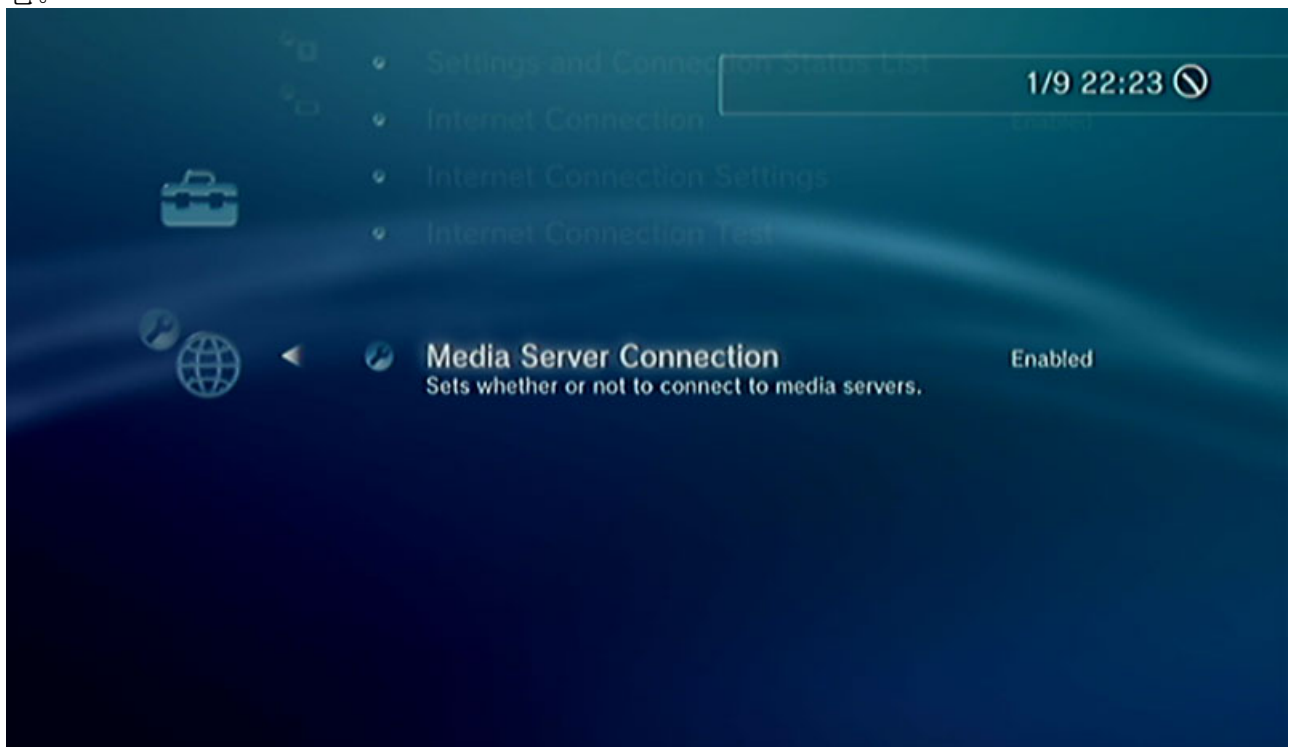 Settings and Connection Status List
1/9 22:23
Internet Connection Enabled
Internet Connection Settings
Internet Connection Test
Media Server Connection Enabled
Sets whether or not to connect to media servers.